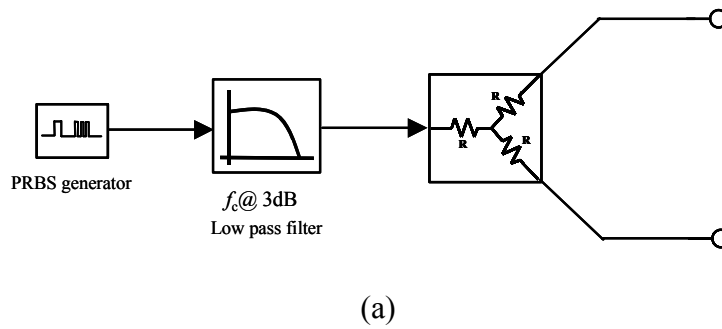 R
R
R
PRBS generator
fc@ 3dB
Low pass filter
(a)